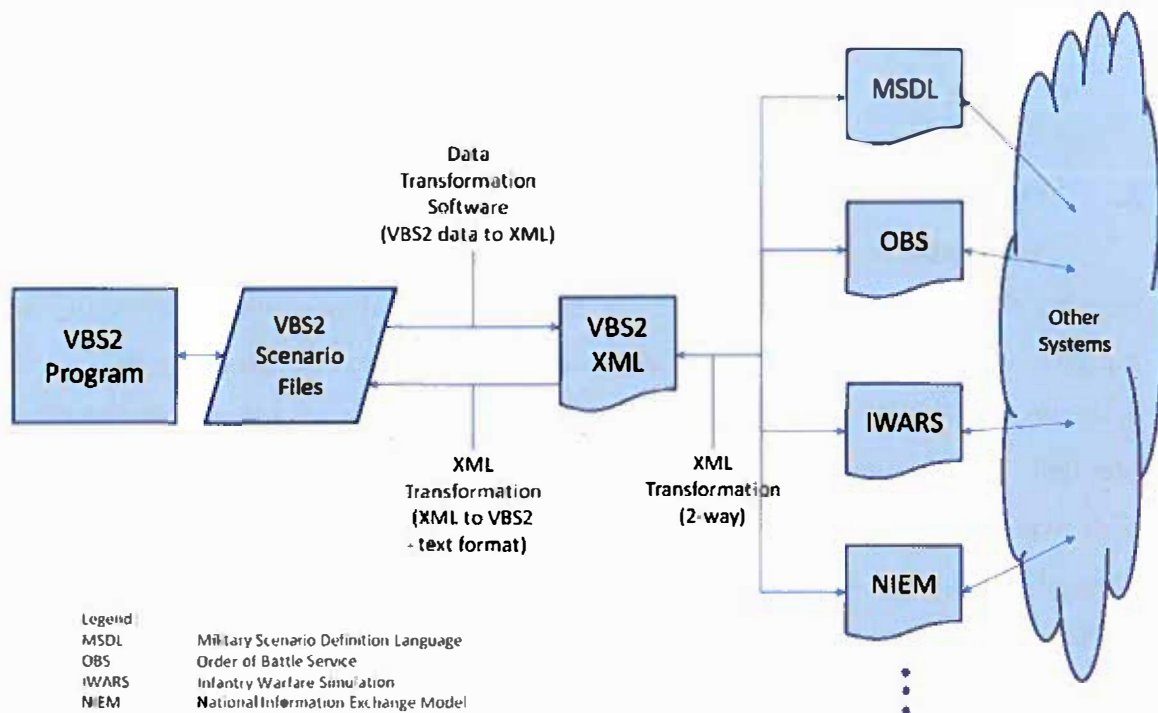 MSDL
Data
Transformation
Software
(VBS2 data to XML)
OBS
VBS2
Program
VBS2
Scenario
Files
VBS2
XML
Other
Systems
IWARS
XML
Transformation
(XML to VBS2
- text format)
XML
Transformation
(2-way)
NIEM
Legend
MSDL Military Scenario Definition Language
OBS Order of Battle Service
IWARS Infantry Warfare Simulation
NIEM National Information Exchange Model